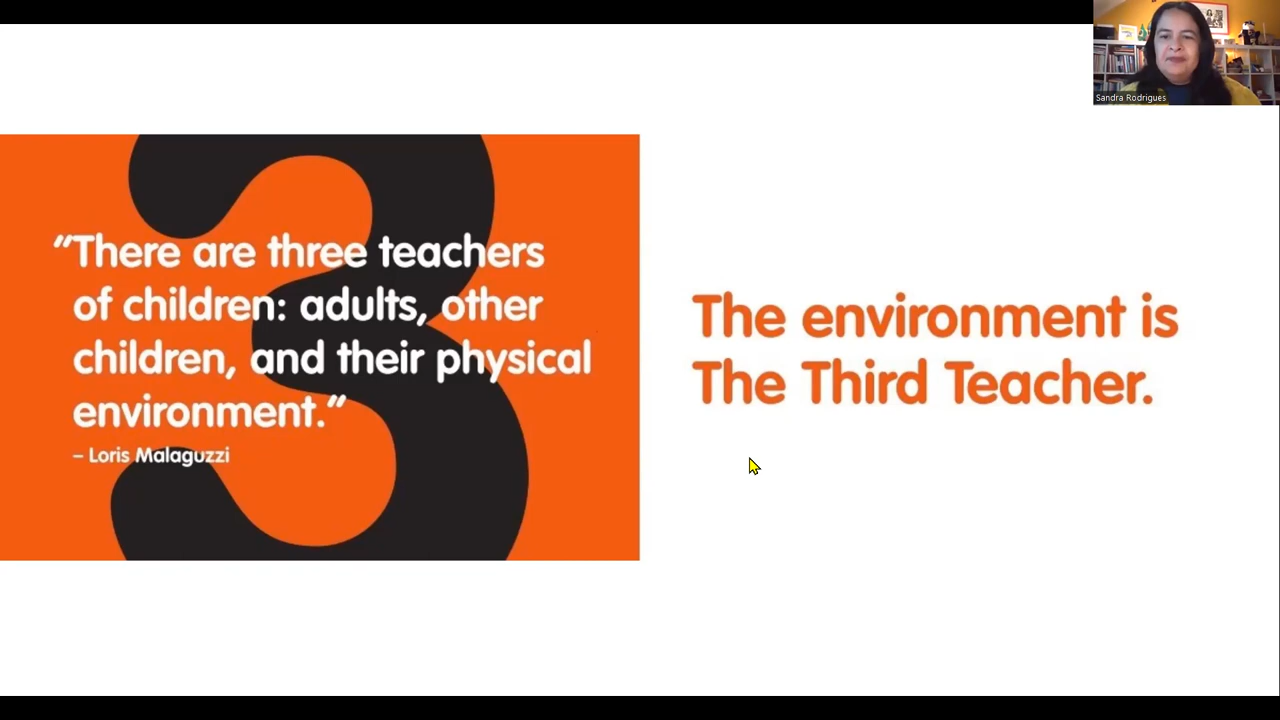 Sandra Rodrigues
“There are three teachers
of children: adults, other
children, and their physical
environment.”
– Loris Malaguzzi
The environment is
The Third Teacher.